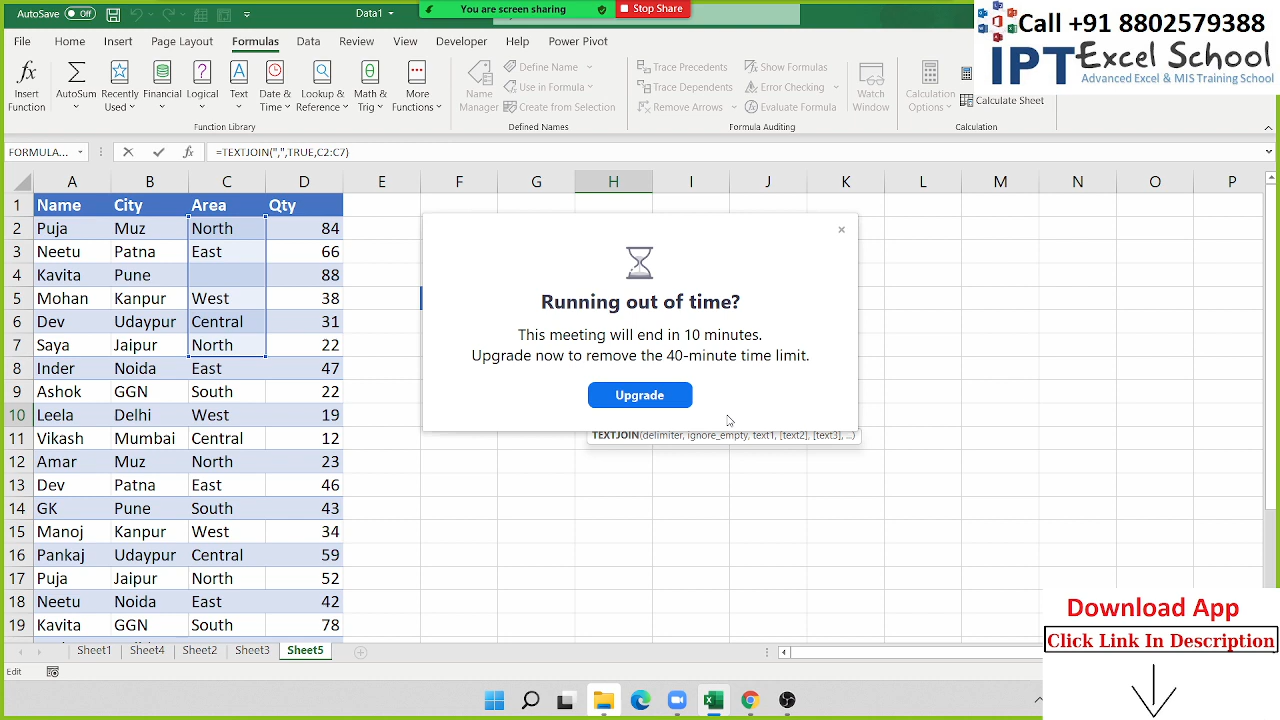 AutoSave Off
Data1
You are screen sharing
Stop Share
Call +91 8802579388
IPT Excel School
Advanced Excel & MIS Training School
File Home Insert Page Layout Formulas Data Review View Developer Help Power Pivot
Insert Function
AutoSum
Recently Used
Financial
Logical
Text
Date & Time
Lookup & Reference
Math & Trig
More Functions
Function Library
Name Manager
Define Name
Use in Formula
Create from Selection
Defined Names
Trace Precedents
Trace Dependents
Remove Arrows
Show Formulas
Error Checking
Evaluate Formula
Formula Auditing
Watch Window
Calculation Options
Calculate Sheet
Calculation
FORMULA... fx =TEXTJOIN(",",TRUE,C2:C7)
A B C D E F G H I J K L M N O P
1 Name City Area Qty
2 Puja Muz North 84
3 Neetu Patna East 66
4 Kavita Pune 88
5 Mohan Kanpur West 38
6 Dev Udaypur Central 31
7 Saya Jaipur North 22
8 Inder Noida East 47
9 Ashok GGN South 22
10 Leela Delhi West 19
11 Vikash Mumbai Central 12
12 Amar Muz North 23
13 Dev Patna East 46
14 GK Pune South 43
15 Manoj Kanpur West 34
16 Pankaj Udaypur Central 59
17 Puja Jaipur North 52
18 Neetu Noida East 42
19 Kavita GGN South 78
Running out of time?
This meeting will end in 10 minutes.
Upgrade now to remove the 40-minute time limit.
Upgrade
TEXTJOIN(delimiter, ignore_empty, text1, [text2], [text3], ...)
Sheet1 Sheet4 Sheet2 Sheet3 Sheet5
Edit
Download App
Click Link In Description